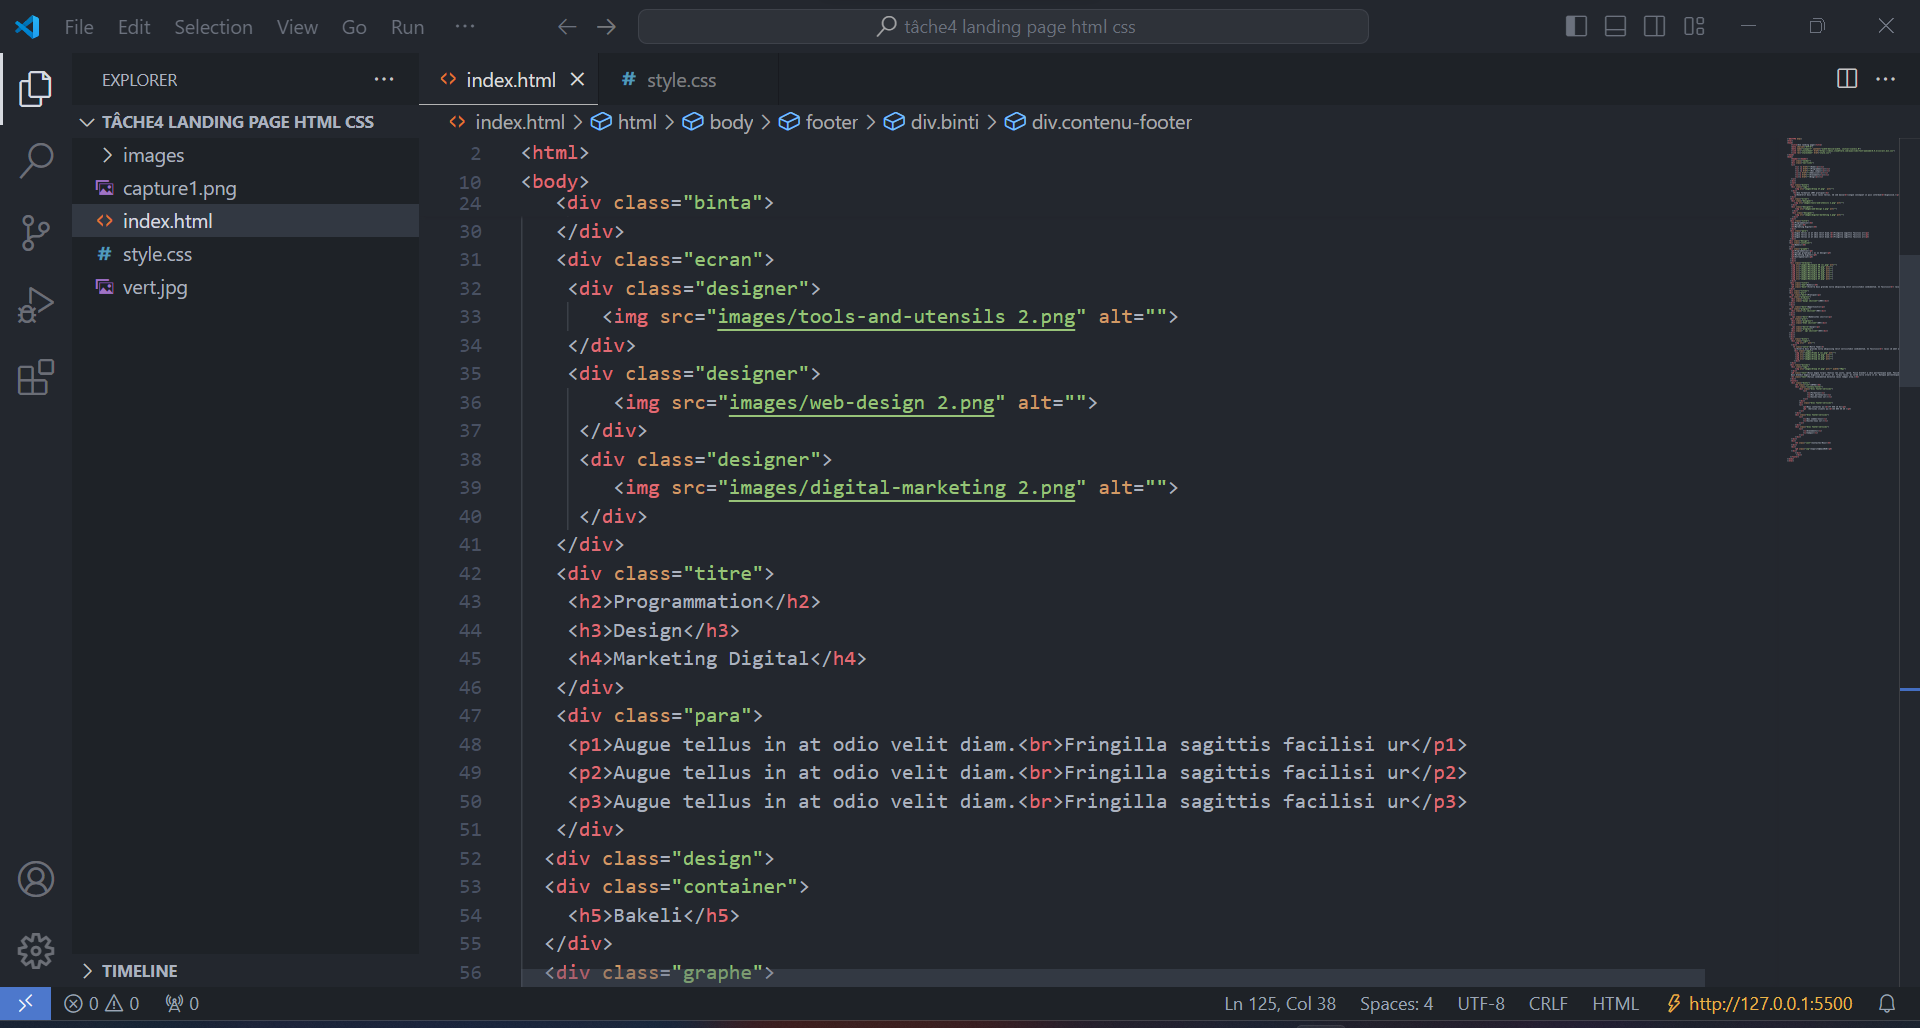 File Edit Selection View Go Run ···
tâche4 landing page html css
EXPLORER
index.html
# style.css
TÂCHE4 LANDING PAGE HTML CSS
images
capture1.png
index.html
# style.css
vert.jpg
TIMELINE
index.html > html > body > footer > div.binti > div.contenu-footer
2 <html>
10 <body>
24 <div class="binta">
30 </div>
31 <div class="ecran">
32 <div class="designer">
33 <img src="images/tools-and-utensils 2.png" alt="">
34 </div>
35 <div class="designer">
36 <img src="images/web-design 2.png" alt="">
37 </div>
38 <div class="designer">
39 <img src="images/digital-marketing 2.png" alt="">
40 </div>
41 </div>
42 <div class="titre">
43 <h2>Programmation</h2>
44 <h3>Design</h3>
45 <h4>Marketing Digital</h4>
46 </div>
47 <div class="para">
48 <p1>Augue tellus in at odio velit diam.<br>Fringilla sagittis facilisi ur</p1>
49 <p2>Augue tellus in at odio velit diam.<br>Fringilla sagittis facilisi ur</p2>
50 <p3>Augue tellus in at odio velit diam.<br>Fringilla sagittis facilisi ur</p3>
51 </div>
52 <div class="design">
53 <div class="container">
54 <h5>Bakeli</h5>
55 </div>
56 <div class="graphe">
0 0 0
Ln 125, Col 38 Spaces: 4 UTF-8 CRLF HTML http://127.0.0.1:5500